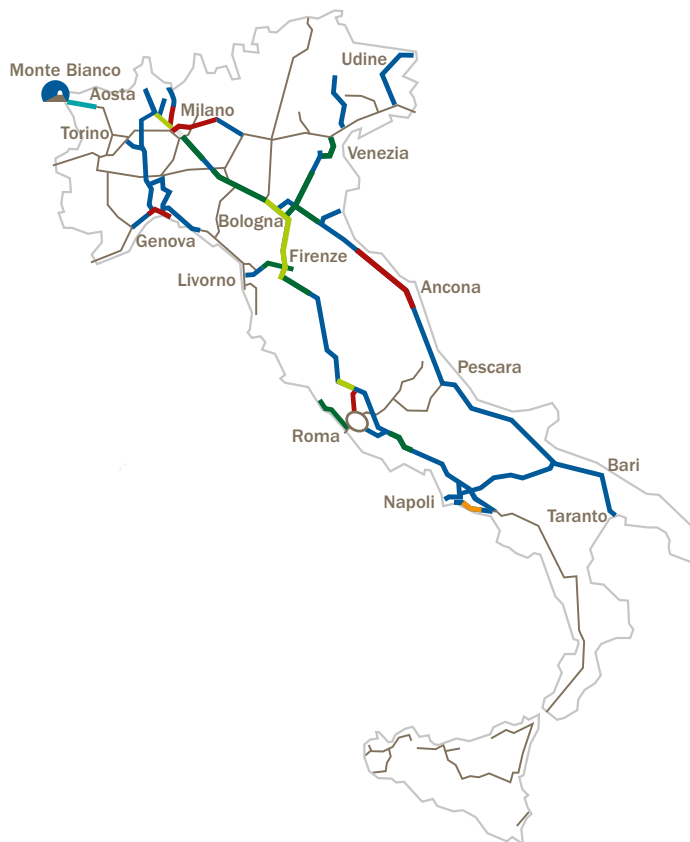 Udine
Monte Bianco
Aosta
Milano
Torino
Venezia
Bologna
Genova
Firenze
Livorno
Ancona
Pescara
Roma
Bari
Napoli
Taranto